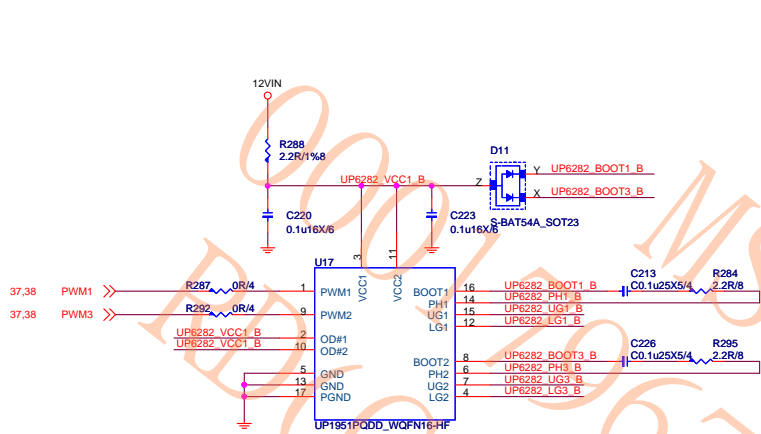 12VIN
R288
2.2R/1%8
D11
UP6282_VCC1_B
Z
Y
UP6282_BOOT1_B
X
UP6282_BOOT3_B
C220
0.1u16X/6
C223
0.1u16X/6
S-BAT54A_SOT23
3
11
U17
VCC1
VCC2
37,38
PWM1
R287
0R/4
1
PWM1
BOOT1
16
UP6282_BOOT1_B
C213
C0.1u25X5/4
R284
2.2R/8
PH1
14
UP6282_PH1_B
37,38
PWM3
R292
0R/4
9
PWM2
UG1
15
UP6282_UG1_B
LG1
12
UP6282_LG1_B
UP6282_VCC1_B
2
OD#1
UP6282_VCC1_B
10
OD#2
BOOT2
8
UP6282_BOOT3_B
C226
C0.1u25X5/4
R295
2.2R/8
5
GND
PH2
6
UP6282_PH3_B
13
GND
UG2
7
UP6282_UG3_B
17
PGND
LG2
4
UP6282_LG3_B
UP1951PQDD_WQFN16-HF